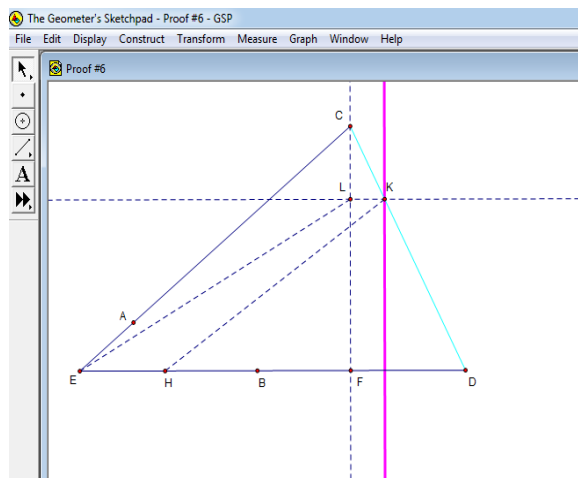 The Geometer's Sketchpad - Proof #6 - GSP
File Edit Display Construct Transform Measure Graph Window Help
Proof #6
A
C
L K
A
E H B F D